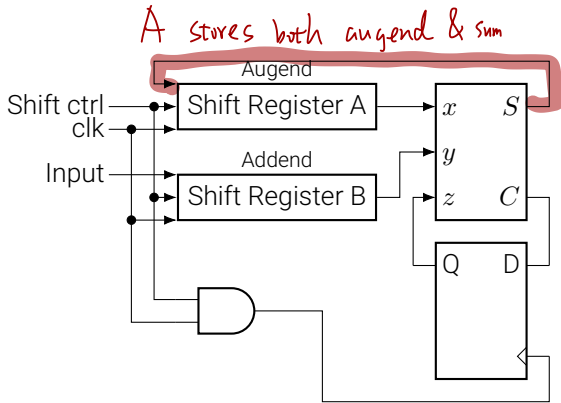 A stores both augend & sum
Augend
Shift ctrl
Shift Register A
x
S
clk
Addend
y
Input
Shift Register B
z
C
Q
D